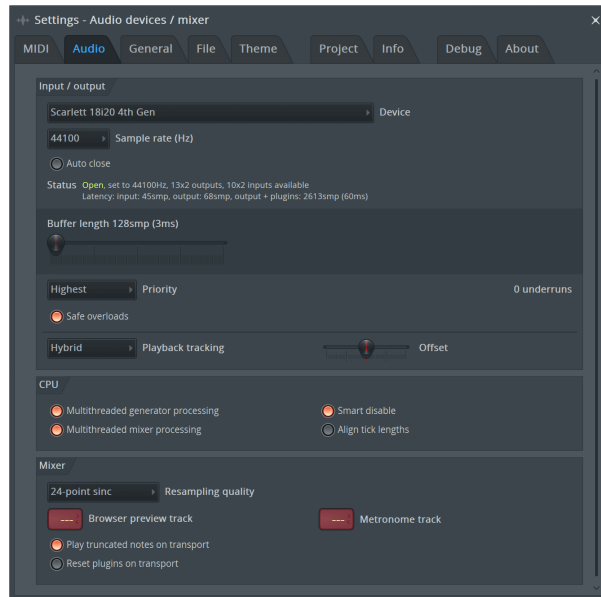 Settings - Audio devices / mixer
MIDI Audio General File Theme Project Info Debug About
Input / output
Scarlett 18i20 4th Gen Device
44100 Sample rate (Hz)
Auto close
Status Open, set to 44100Hz, 13x2 outputs, 10x2 inputs available
Latency: input: 45smp, output: 68smp, output + plugins: 2613smp (60ms)
Buffer length 128smp (3ms)
Highest Priority 0 underruns
Safe overloads
Hybrid Playback tracking Offset
CPU
Multithreaded generator processing Smart disable
Multithreaded mixer processing Align tick lengths
Mixer
24-point sinc Resampling quality
--- Browser preview track --- Metronome track
Play truncated notes on transport
Reset plugins on transport